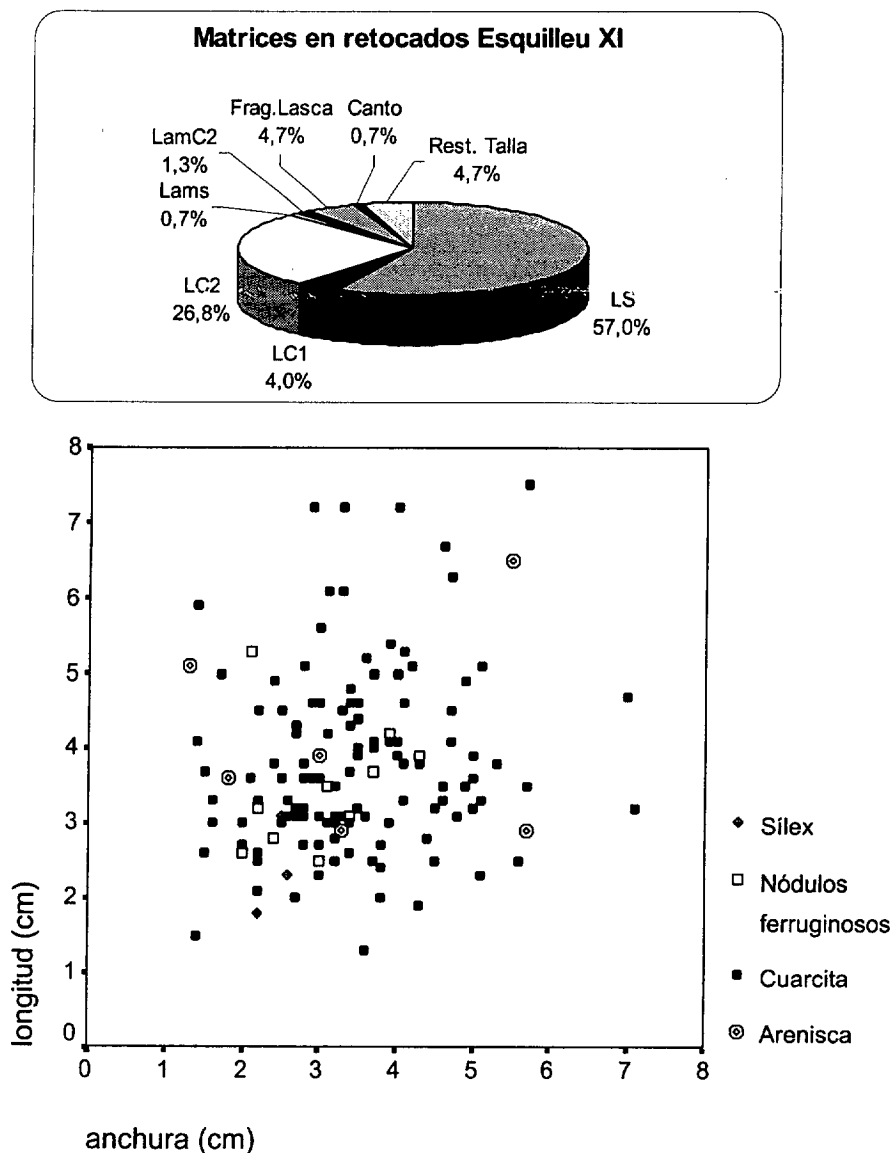 Matrices en retocados Esquilleu XI
Frag.Lasca
4,7%
Canto
0,7%
Rest. Talla
4,7%
LamC2
1,3%
Lams
0,7%
LC2
26,8%
LC1
4,0%
LS
57,0%
8
7
6
5
4
3
2
1
0
longitud (cm)
0 1 2 3 4 5 6 7 8
anchura (cm)
Sílex
Nódulos
ferruginosos
Cuarcita
Arenisca